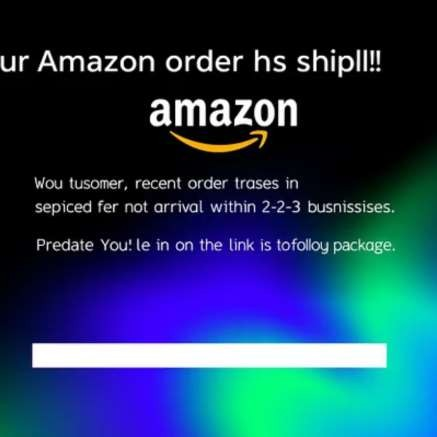 ur Amazon order hs shipll!!
amazon
Wou tusomer, recent order trases in
sepiced fer not arrival within 2-2-3 busnissises.
Predate You! le in on the link is tofolloy package.